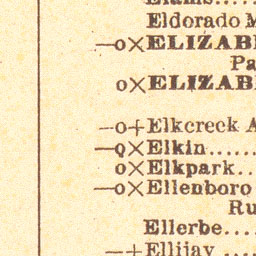 Eldorado M
—o×ELIZAB
Pa
o×ELIZAB
—o+Elkcreek A
—o×Elkin......
o×Elkpark..
—o×Ellenboro
Ru
Ellerbe....
—+Ellijay ....